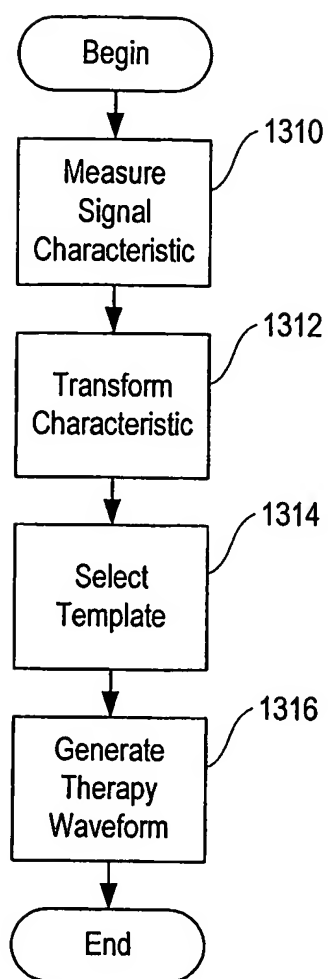 Begin
1310
Measure
Signal
Characteristic
1312
Transform
Characteristic
1314
Select
Template
1316
Generate
Therapy
Waveform
End